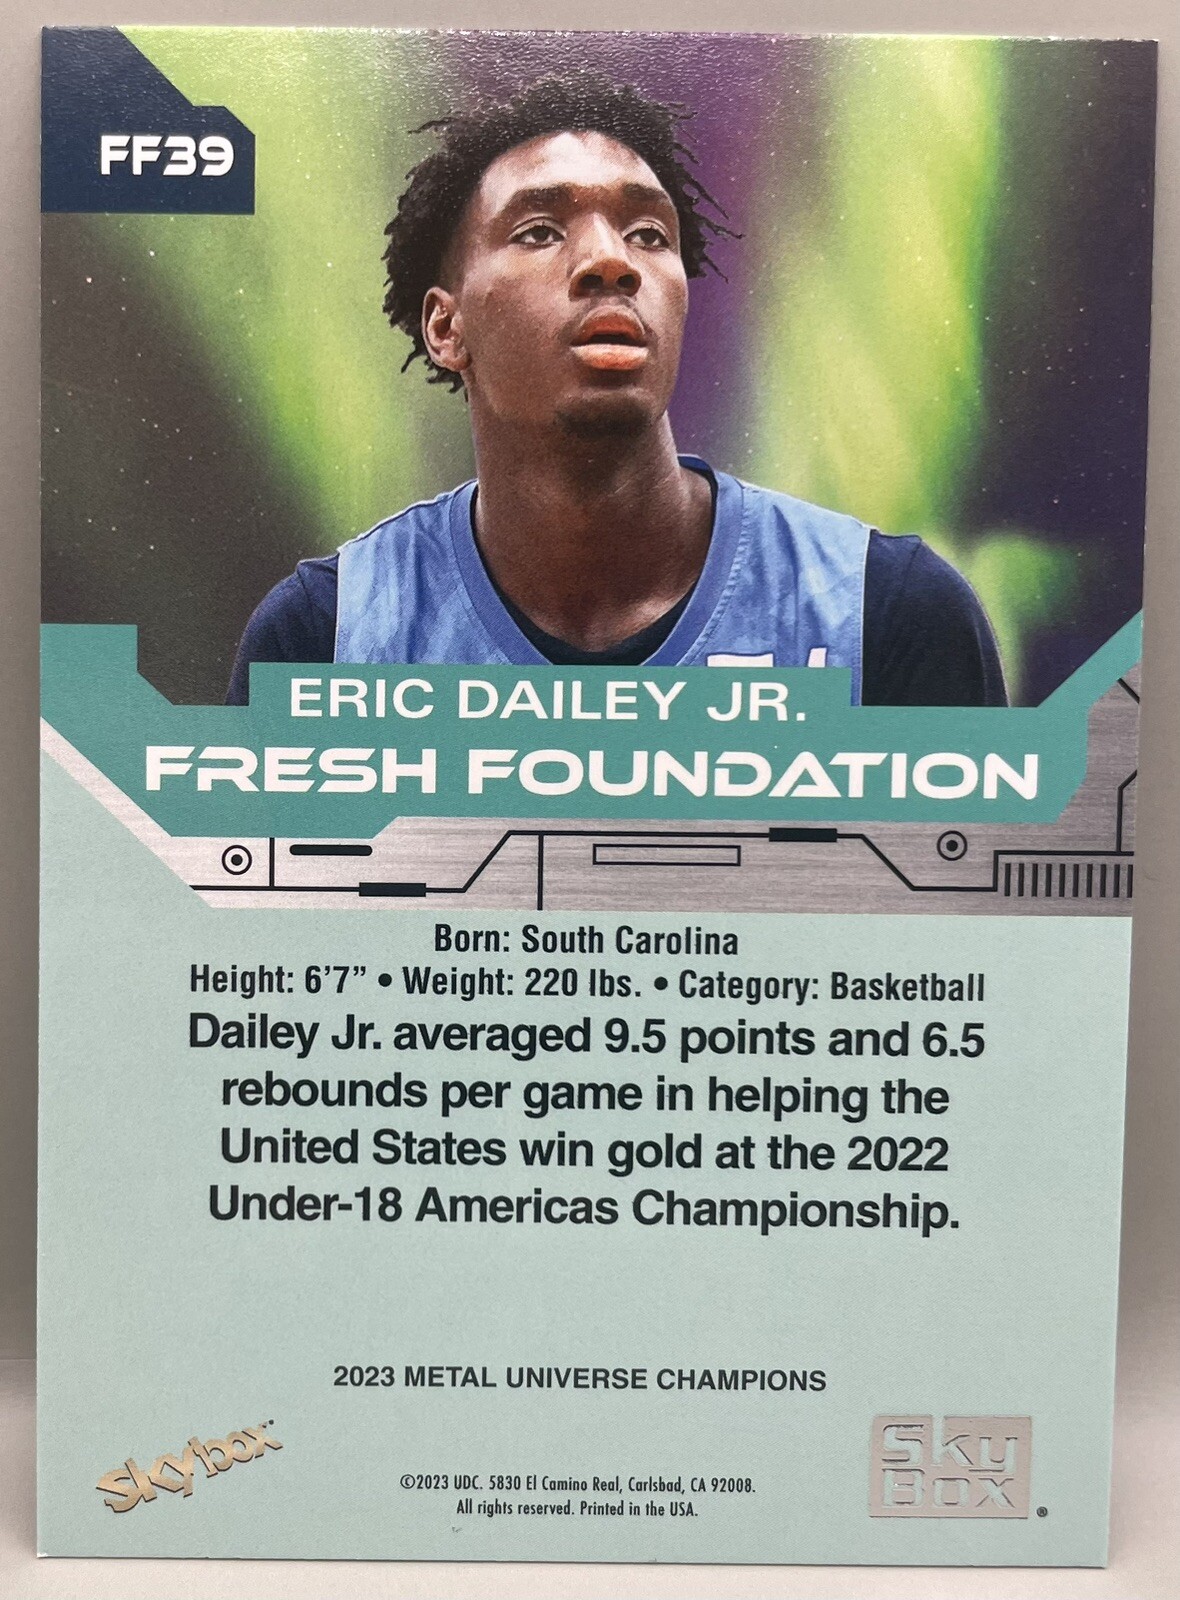 FF39
ERIC DAILEY JR.
FRESH FOUNDATION
Born: South Carolina
Height: 6'7" • Weight: 220 lbs. • Category: Basketball
Dailey Jr. averaged 9.5 points and 6.5
rebounds per game in helping the
United States win gold at the 2022
Under-18 Americas Championship.
2023 METAL UNIVERSE CHAMPIONS
skybox
Sky
Box®
©2023 UDC. 5830 El Camino Real, Carlsbad, CA 92008.
All rights reserved. Printed in the USA.